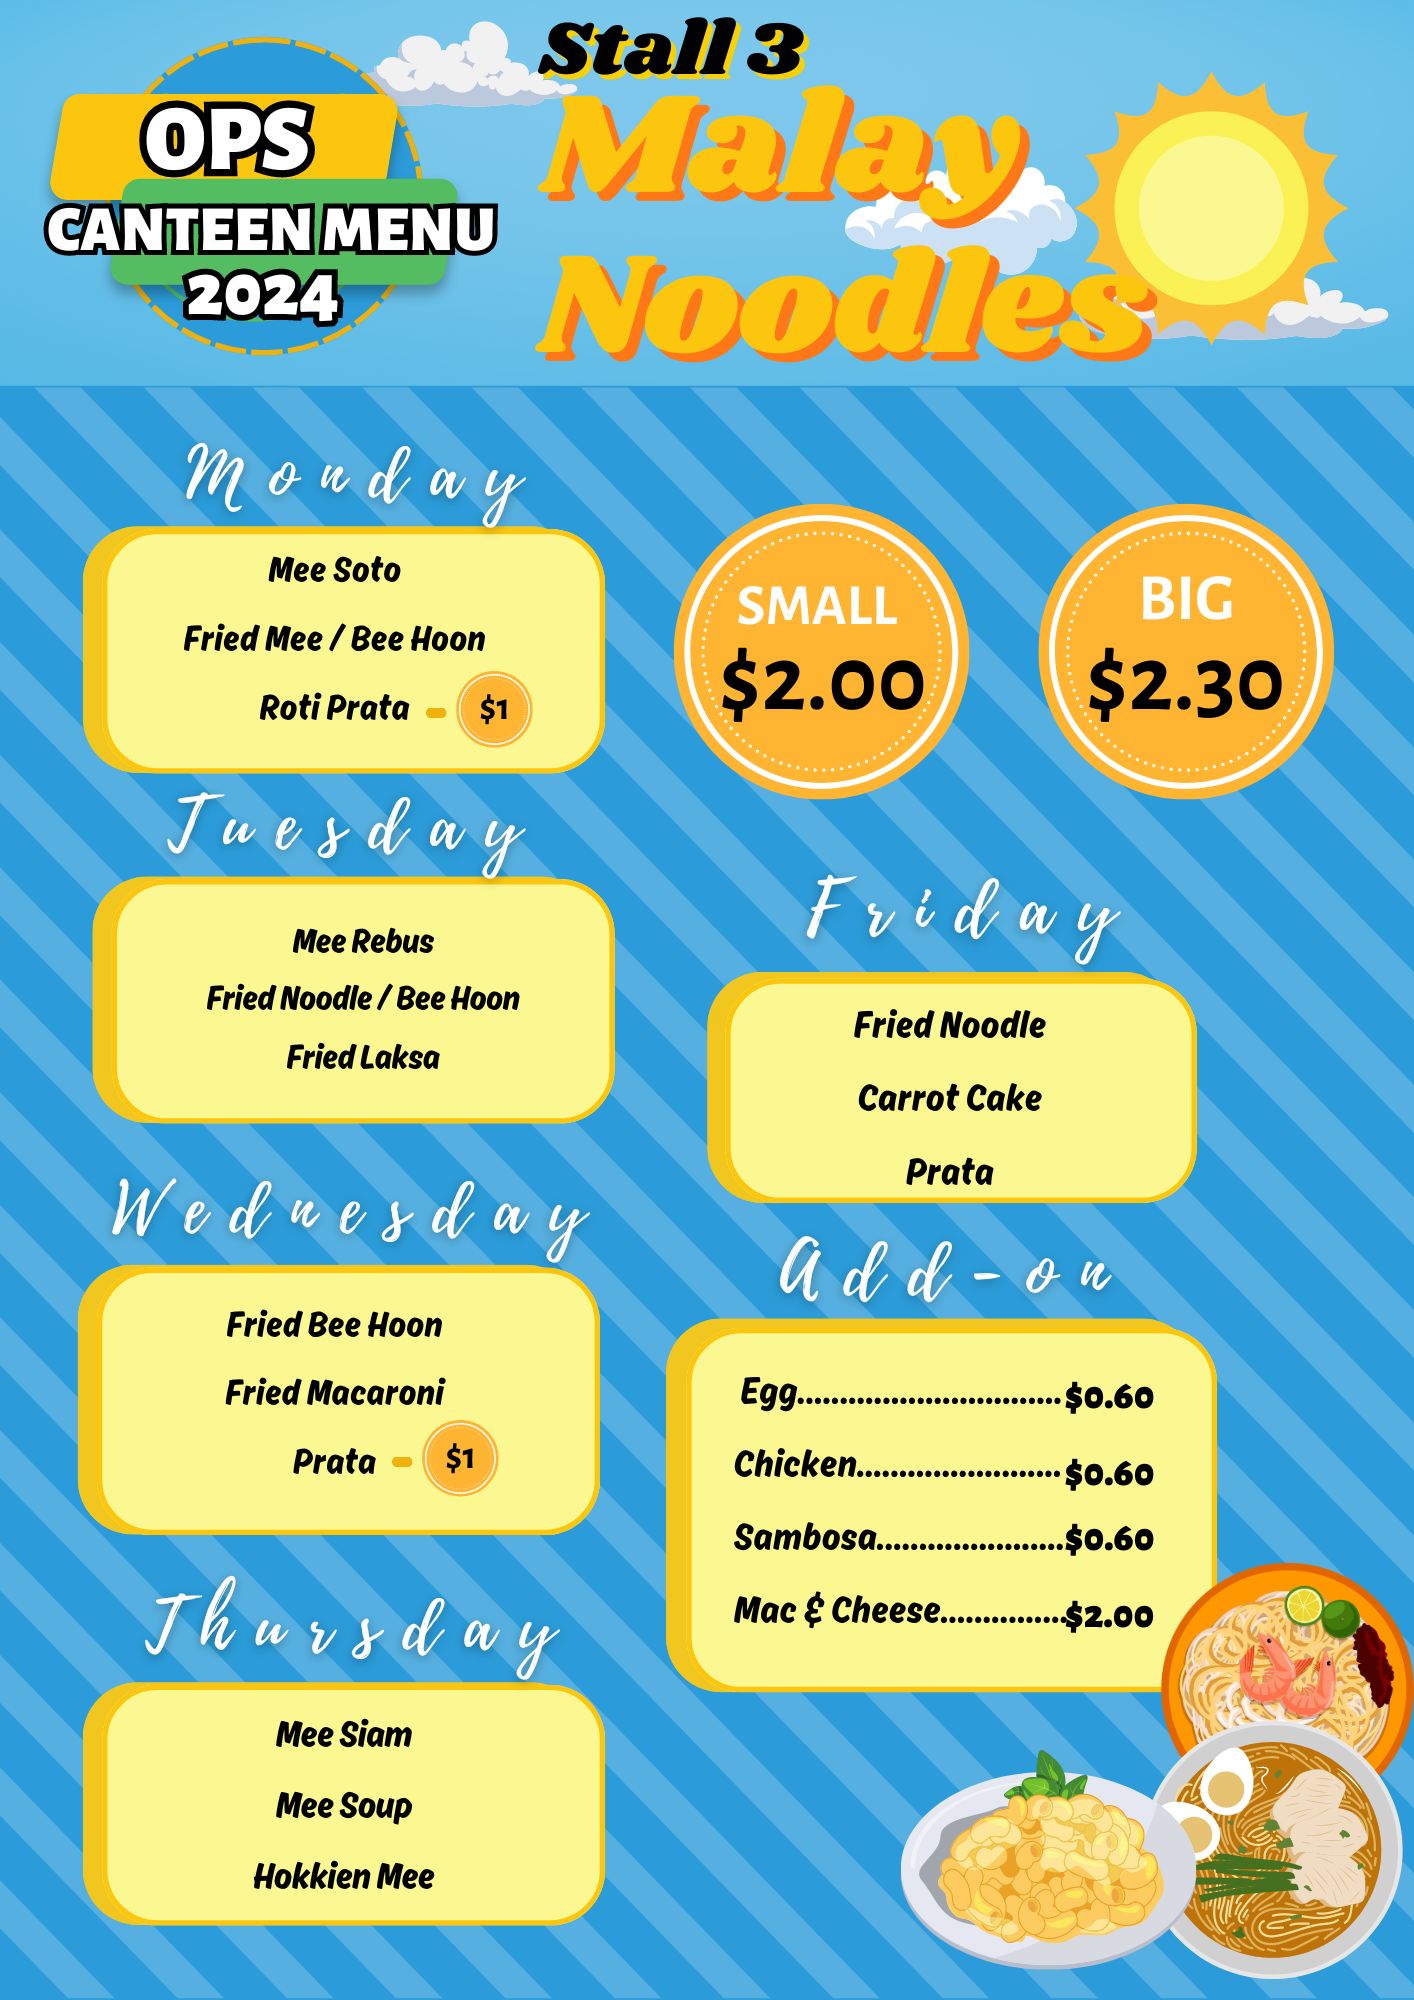 OPS
CANTEEN MENU
2024
Stall 3
Malay
Noodles
Monday
Mee Soto
Fried Mee / Bee Hoon
Roti Prata - $1
SMALL
$2.00
BIG
$2.30
Tuesday
Mee Rebus
Fried Noodle / Bee Hoon
Fried Laksa
Wednesday
Fried Bee Hoon
Fried Macaroni
Prata - $1
Thursday
Mee Siam
Mee Soup
Hokkien Mee
Friday
Fried Noodle
Carrot Cake
Prata
Add-on
Egg...............................$0.60
Chicken........................$0.60
Sambosa......................$0.60
Mac & Cheese...............$2.00